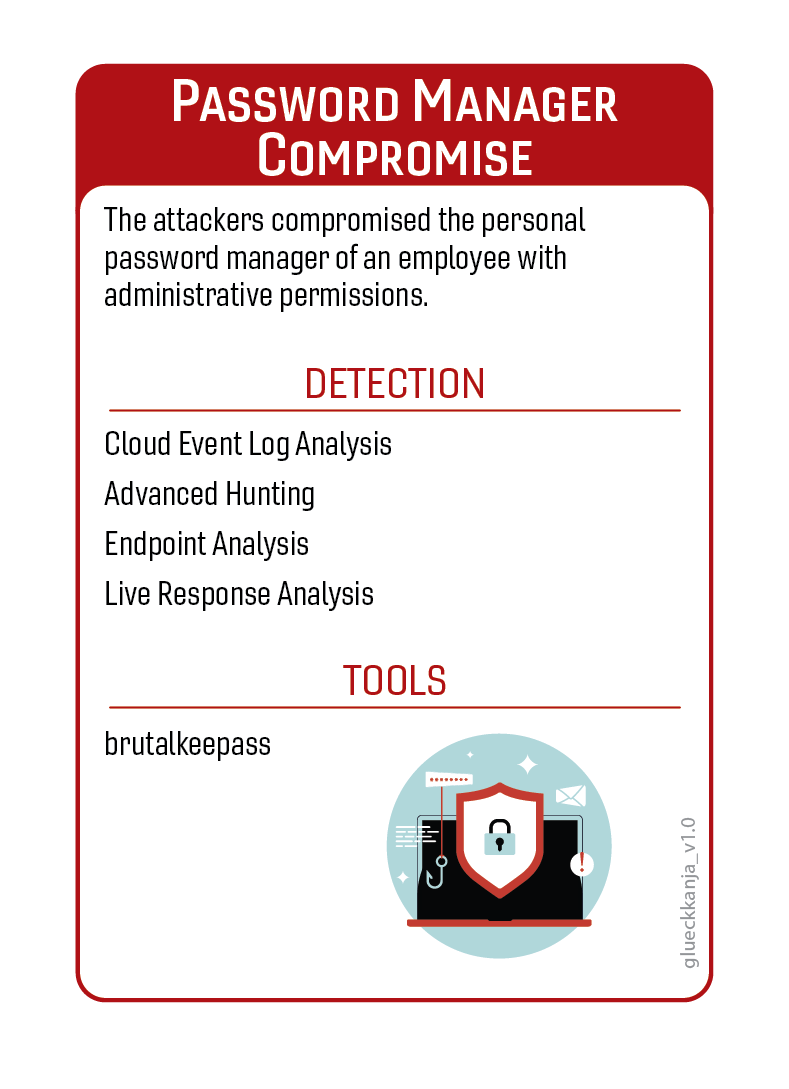 PASSWORD MANAGER
COMPROMISE
The attackers compromised the personal
password manager of an employee with
administrative permissions.
DETECTION
Cloud Event Log Analysis
Advanced Hunting
Endpoint Analysis
Live Response Analysis
TOOLS
brutalkeepass
glueckkanja_v1.0